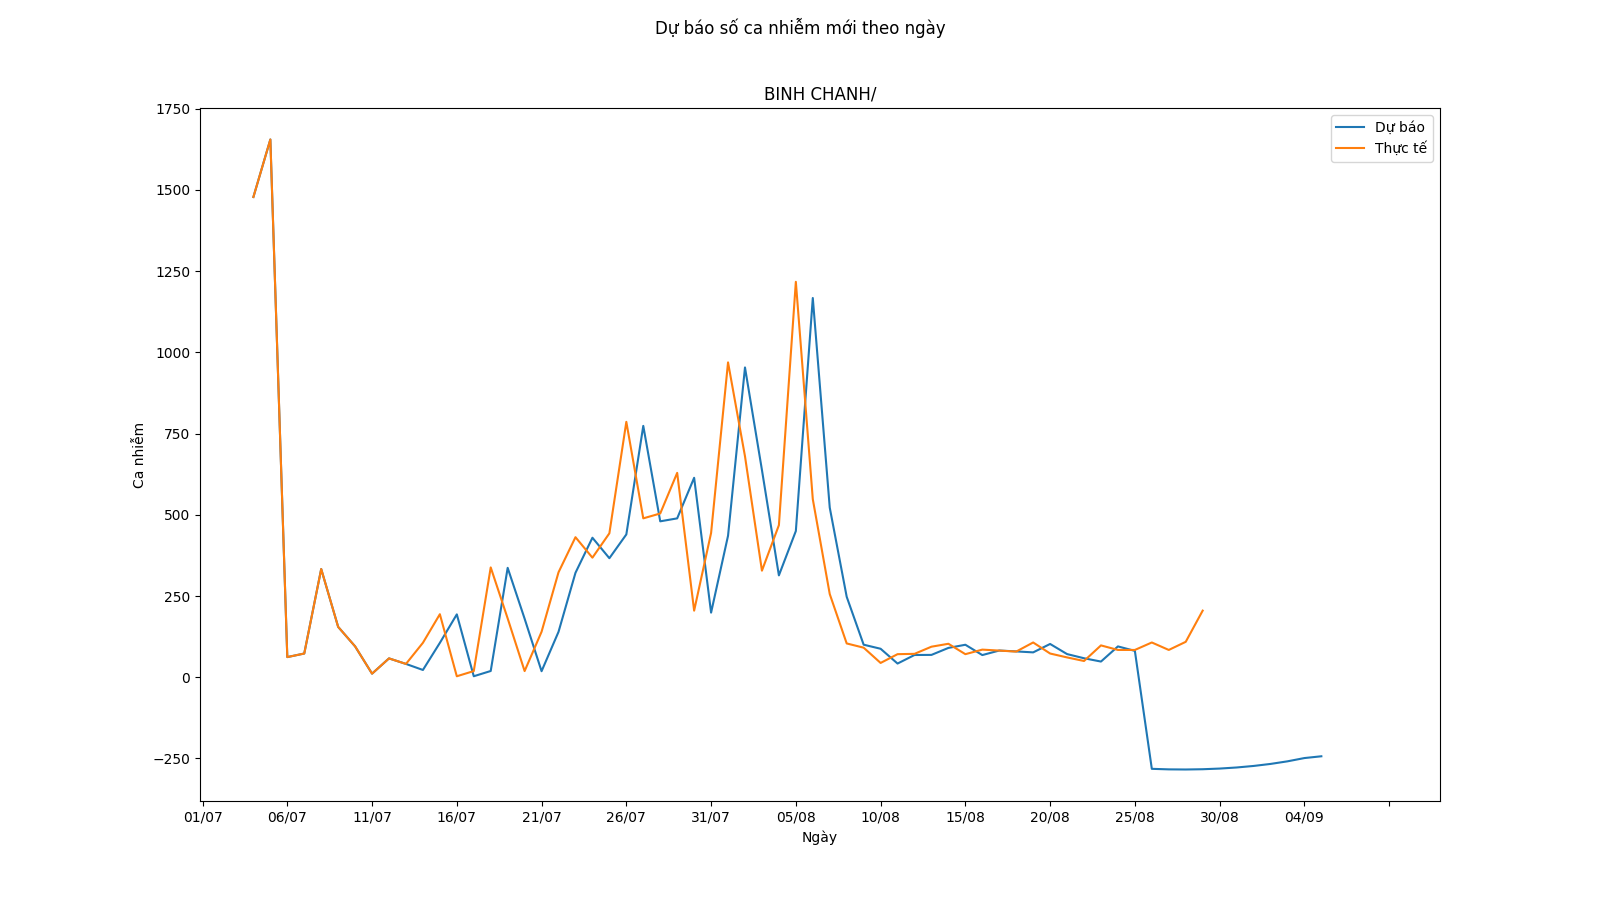 Dự báo số ca nhiễm mới theo ngày
BINH CHANH/
Dự báo
Thực tế
1750
1500
1250
1000
750
500
250
0
−250
Ca nhiễm
01/07 06/07 11/07 16/07 21/07 26/07 31/07 05/08 10/08 15/08 20/08 25/08 30/08 04/09
Ngày